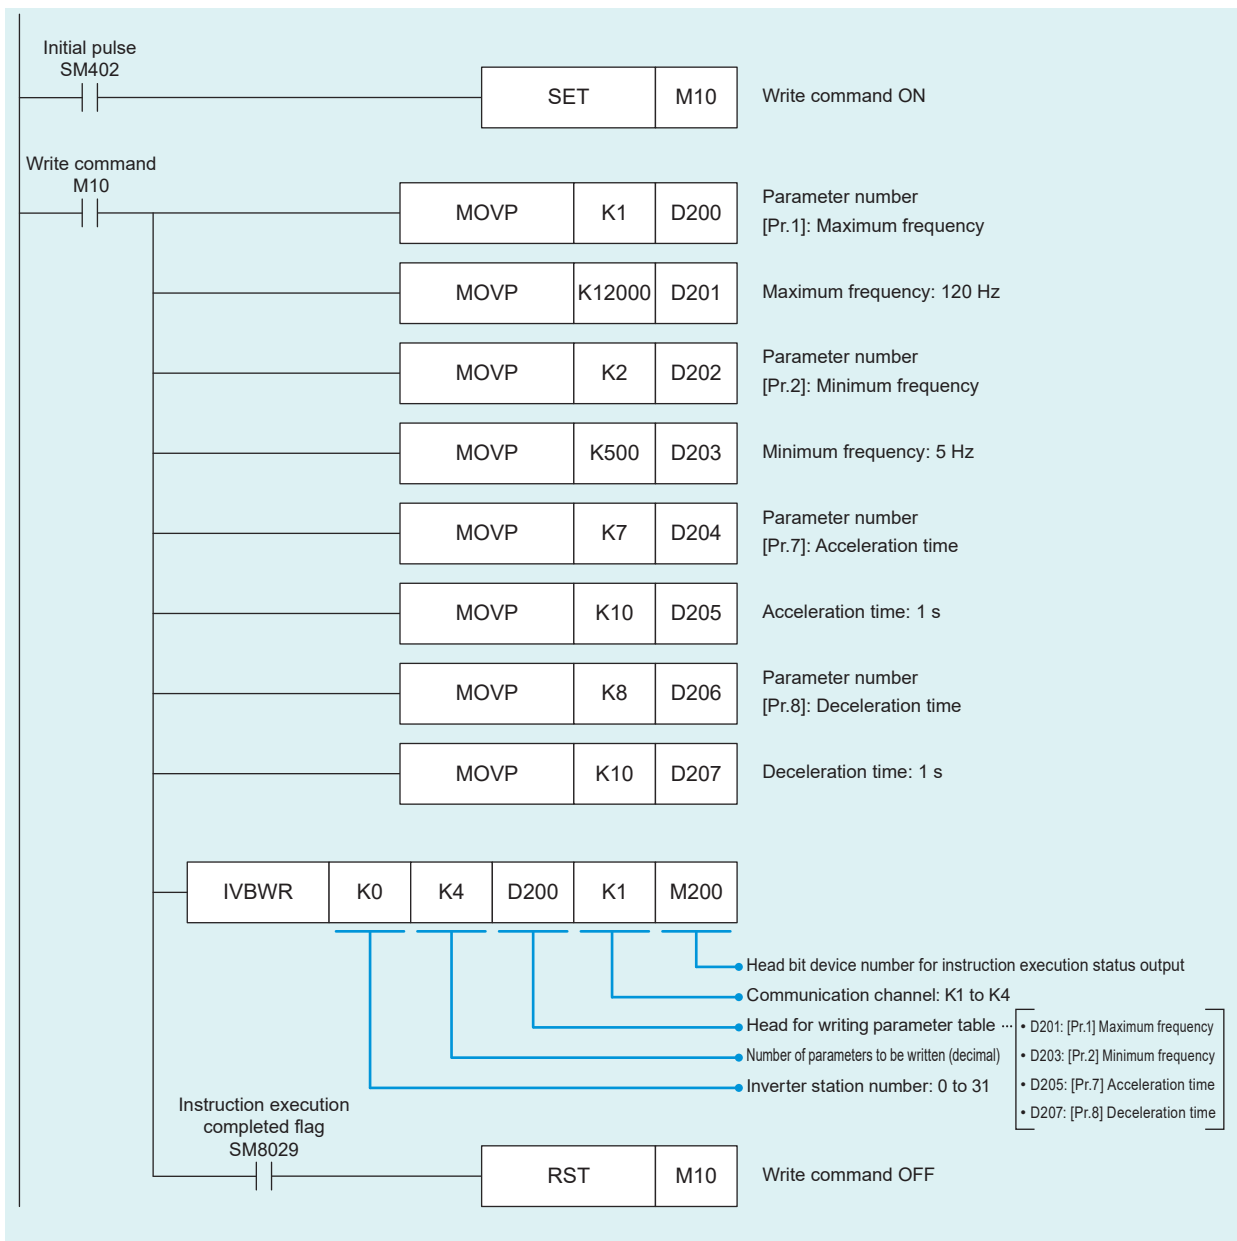 Initial pulse
SM402
SET M10 Write command ON
Write command
M10
MOVP K1 D200
Parameter number
[Pr.1]: Maximum frequency
MOVP K12000 D201 Maximum frequency: 120 Hz
MOVP K2 D202
Parameter number
[Pr.2]: Minimum frequency
MOVP K500 D203 Minimum frequency: 5 Hz
MOVP K7 D204
Parameter number
[Pr.7]: Acceleration time
MOVP K10 D205 Acceleration time: 1 s
MOVP K8 D206
Parameter number
[Pr.8]: Deceleration time
MOVP K10 D207 Deceleration time: 1 s
IVBWR K0 K4 D200 K1 M200
Head bit device number for instruction execution status output
Communication channel: K1 to K4
Head for writing parameter table ···
• D201: [Pr.1] Maximum frequency
• D203: [Pr.2] Minimum frequency
• D205: [Pr.7] Acceleration time
• D207: [Pr.8] Deceleration time
Number of parameters to be written (decimal)
Inverter station number: 0 to 31
Instruction execution
completed flag
SM8029
RST M10 Write command OFF